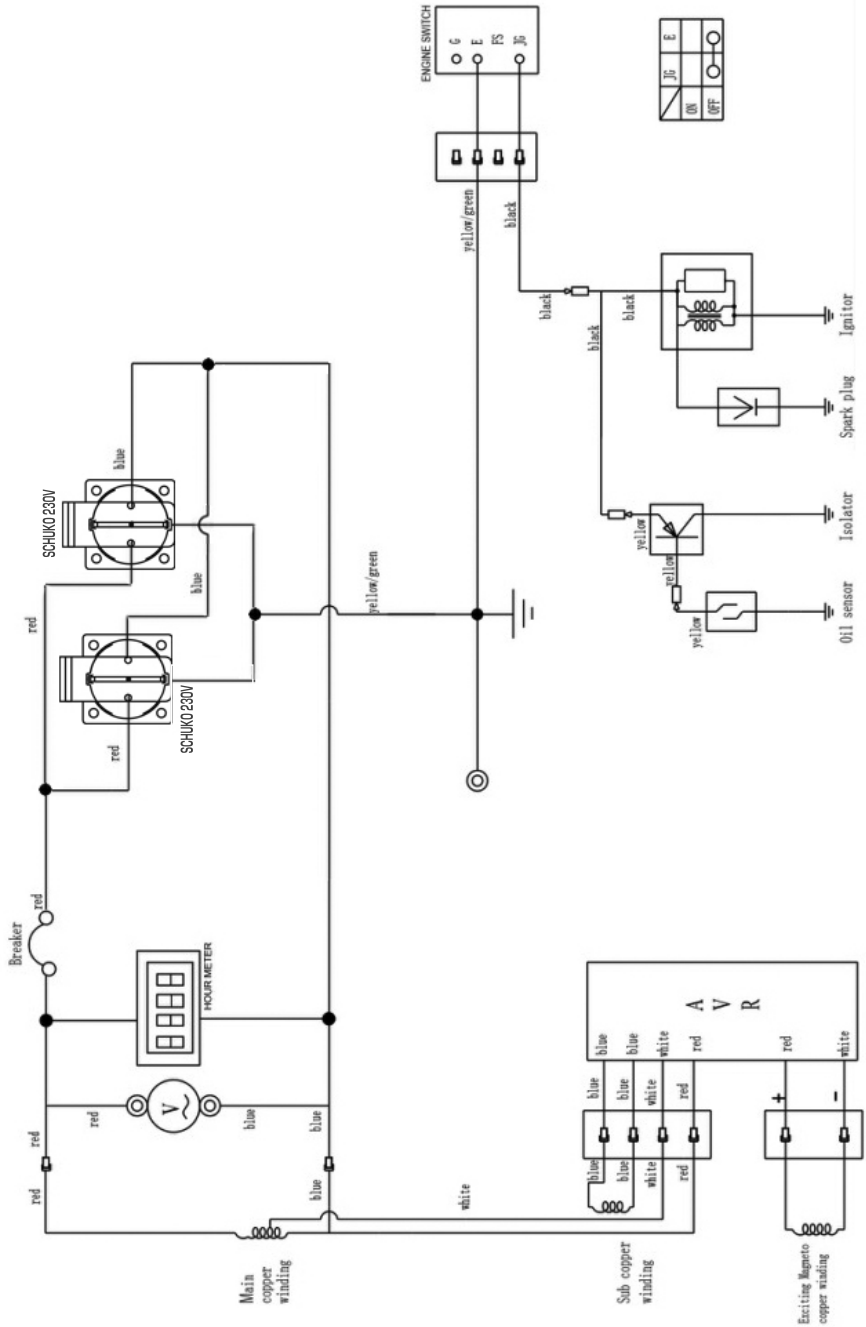 ENGINE SWITCH
G
E
FS
JG
JG
E
ON
OFF
yellow/green
black
black
black
black
Ignitor
Spark plug
Isolator
Oil sensor
yellow
yellow
yellow
SCHUKO 230V
SCHUKO 230V
blue
blue
red
red
red
yellow/green
Breaker
HOUR METER
V
red
blue
red
red
blue
blue
white
Main
copper
winding
Sub copper
winding
Exciting Magneto
copper winding
A V R
blue
blue
white
red
red
white
blue
blue
white
red
blue
blue
white
red
+
-